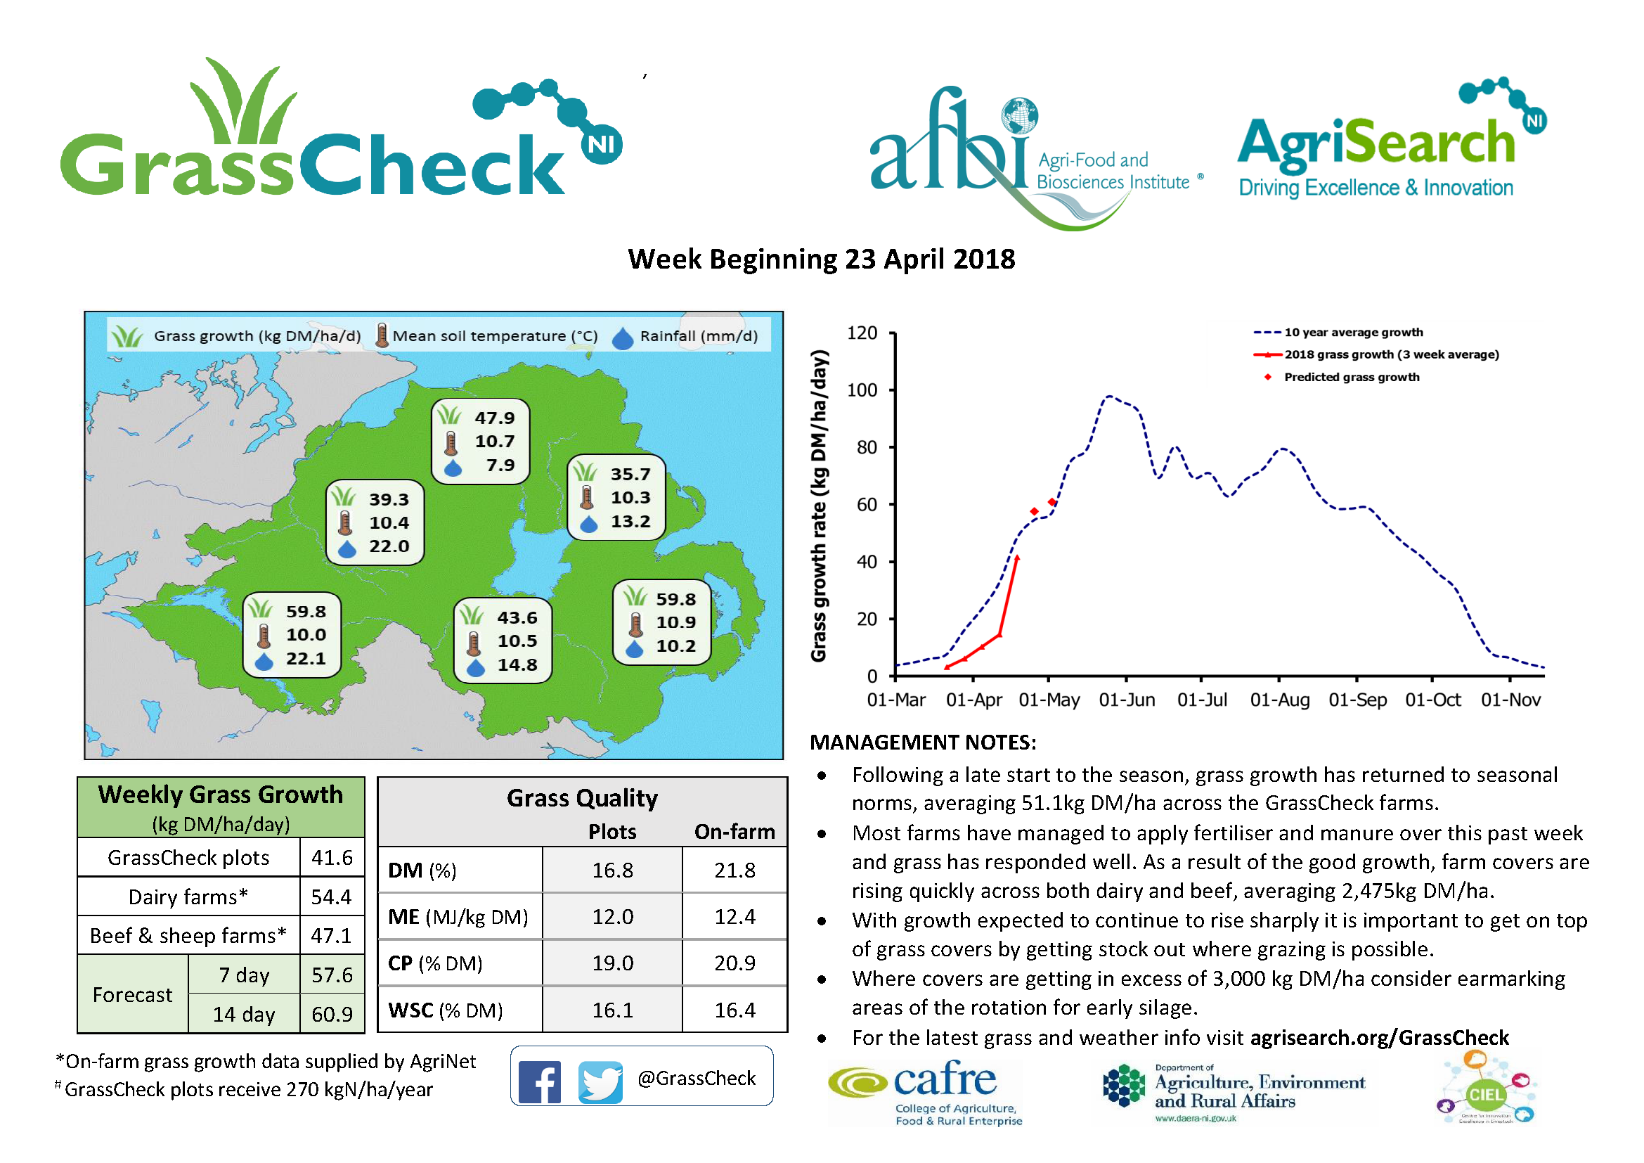 GrassCheck NI
,
afbi Agri-Food and
Biosciences Institute ®
AgriSearch NI
Driving Excellence & Innovation
Week Beginning 23 April 2018
Grass growth (kg DM/ha/d) Mean soil temperature (°C) Rainfall (mm/d)
47.9
10.7
7.9
35.7
10.3
13.2
39.3
10.4
22.0
59.8
10.0
22.1
43.6
10.5
14.8
59.8
10.9
10.2
Weekly Grass Growth
(kg DM/ha/day)
GrassCheck plots 41.6
Dairy farms* 54.4
Beef & sheep farms* 47.1
Forecast
7 day 57.6
14 day 60.9
Grass Quality
Plots On-farm
DM (%) 16.8 21.8
ME (MJ/kg DM) 12.0 12.4
CP (% DM) 19.0 20.9
WSC (% DM) 16.1 16.4
*On-farm grass growth data supplied by AgriNet
# GrassCheck plots receive 270 kgN/ha/year
@GrassCheck
Grass growth rate (kg DM/ha/day)
120
100
80
60
40
20
0
01-Mar 01-Apr 01-May 01-Jun 01-Jul 01-Aug 01-Sep 01-Oct 01-Nov
10 year average growth
2018 grass growth (3 week average)
Predicted grass growth
MANAGEMENT NOTES:
• Following a late start to the season, grass growth has returned to seasonal
norms, averaging 51.1kg DM/ha across the GrassCheck farms.
• Most farms have managed to apply fertiliser and manure over this past week
and grass has responded well. As a result of the good growth, farm covers are
rising quickly across both dairy and beef, averaging 2,475kg DM/ha.
• With growth expected to continue to rise sharply it is important to get on top
of grass covers by getting stock out where grazing is possible.
• Where covers are getting in excess of 3,000 kg DM/ha consider earmarking
areas of the rotation for early silage.
• For the latest grass and weather info visit agrisearch.org/GrassCheck
cafre
College of Agriculture,
Food & Rural Enterprise
Department of
Agriculture, Environment
and Rural Affairs
www.daera-ni.gov.uk
CIEL